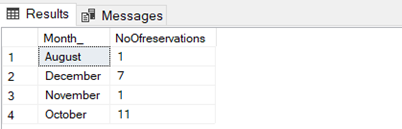 Results Messages
Month_ NoOfreservations
1 August 1
2 December 7
3 November 1
4 October 11